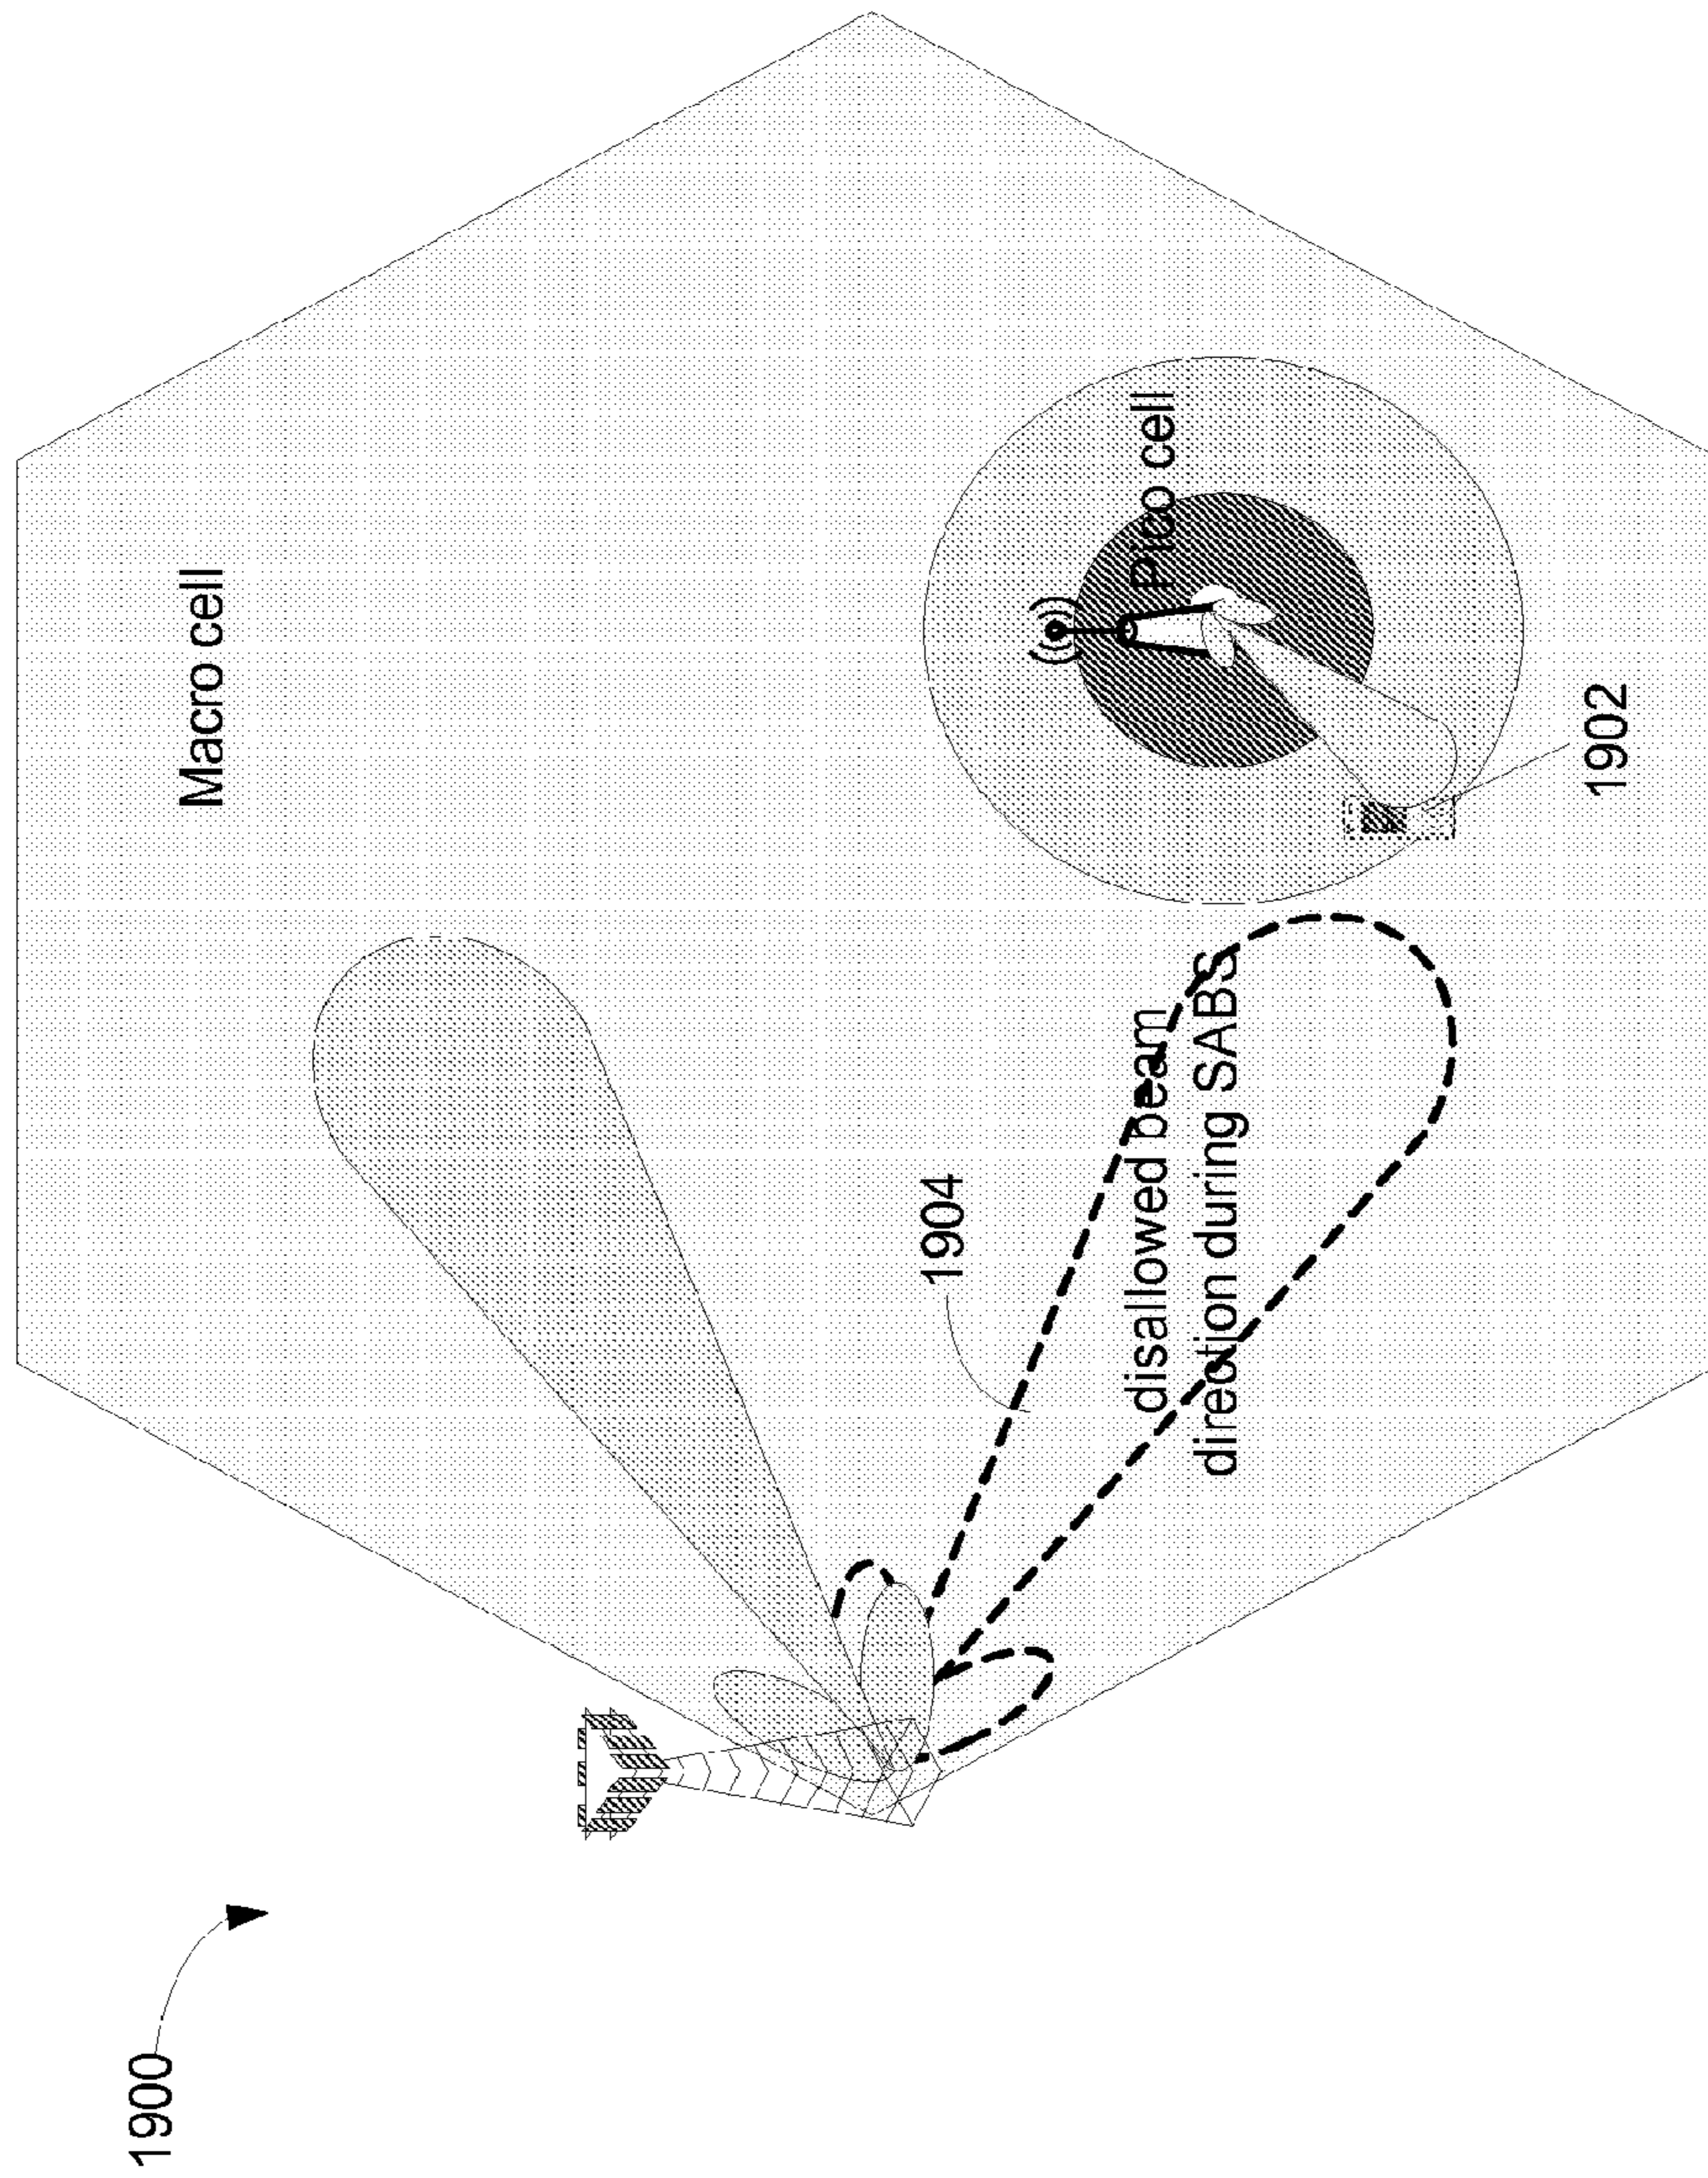 1900
Macro cell
1904
disallowed beam
direction during SABS
Pico cell
1902